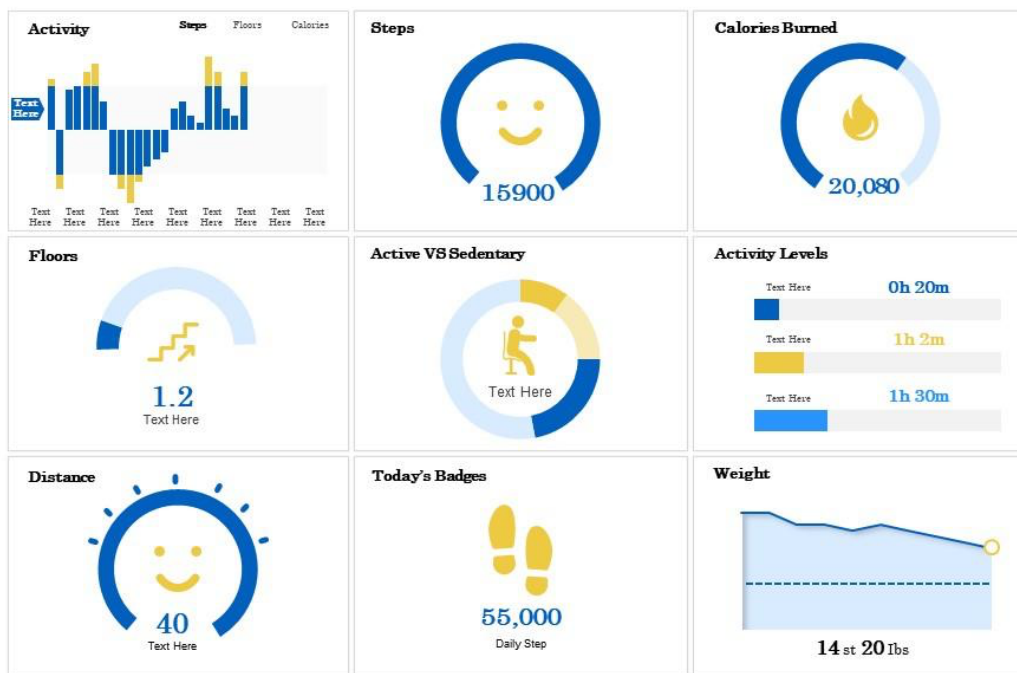 Activity
Steps Floors Calories
Text
Here
Text Text Text Text Text Text Text Text Text
Here Here Here Here Here Here Here Here Here
Steps
15900
Calories Burned
20,080
Floors
1.2
Text Here
Active VS Sedentary
Text Here
Activity Levels
Text Here 0h 20m
Text Here 1h 2m
Text Here 1h 30m
Distance
40
Text Here
Today's Badges
55,000
Daily Step
Weight
14 st 20 Ibs